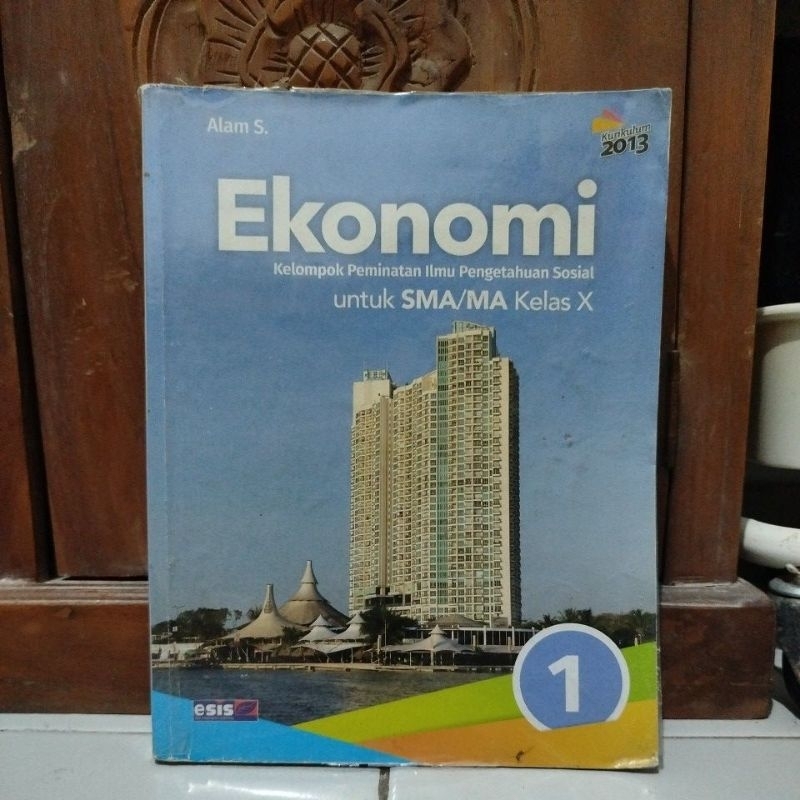 Alam S.
Kurikulum
2013
Ekonomi
Kelompok Peminatan Ilmu Pengetahuan Sosial
untuk SMA/MA Kelas X
1
esis